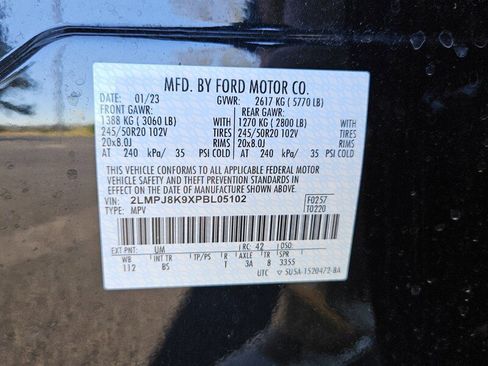 MFD. BY FORD MOTOR CO.
DATE: 01/23 GVWR: 2617 KG ( 5770 LB)
FRONT GAWR: REAR GAWR:
1388 KG ( 3060 LB) WITH 1270 KG ( 2800 LB) WITH
245/50R20 102V TIRES 245/50R20 102V TIRES
20x8.0J RIMS 20x8.0J RIMS
AT 240 kPa/ 35 PSI COLD AT 240 kPa/ 35 PSI COLD
THIS VEHICLE CONFORMS TO ALL APPLICABLE FEDERAL MOTOR
VEHICLE SAFETY AND THEFT PREVENTION STANDARDS IN EFFECT ON
THE DATE OF MANUFACTURE SHOWN ABOVE.
VIN: 2LMPJ8K9XPBL05102 F0257
TYPE: MPV T0220
EXT PNT: UM RC: 42 DSO:
WB INT TR TP/PS R AXLE TR SPR
112 B5 1 3A 8 3355
UTC SU5A-1520472-BA